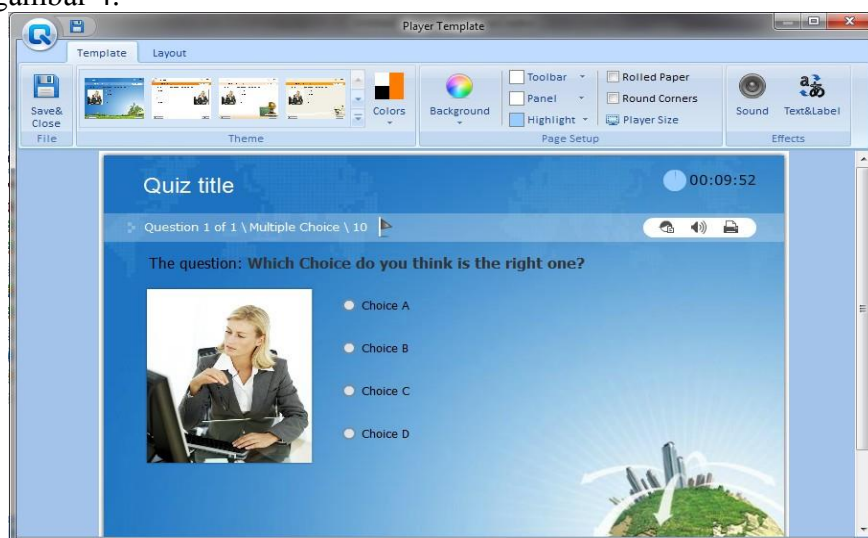 gambar 4.
Player Template
Template Layout
Save& Close
File
Theme
Colors
Background
Toolbar
Panel
Highlight
Rolled Paper
Round Corners
Player Size
Page Setup
Sound
Text&Label
Effects
Quiz title
00:09:52
Question 1 of 1 \ Multiple Choice \ 10
The question: Which Choice do you think is the right one?
Choice A
Choice B
Choice C
Choice D